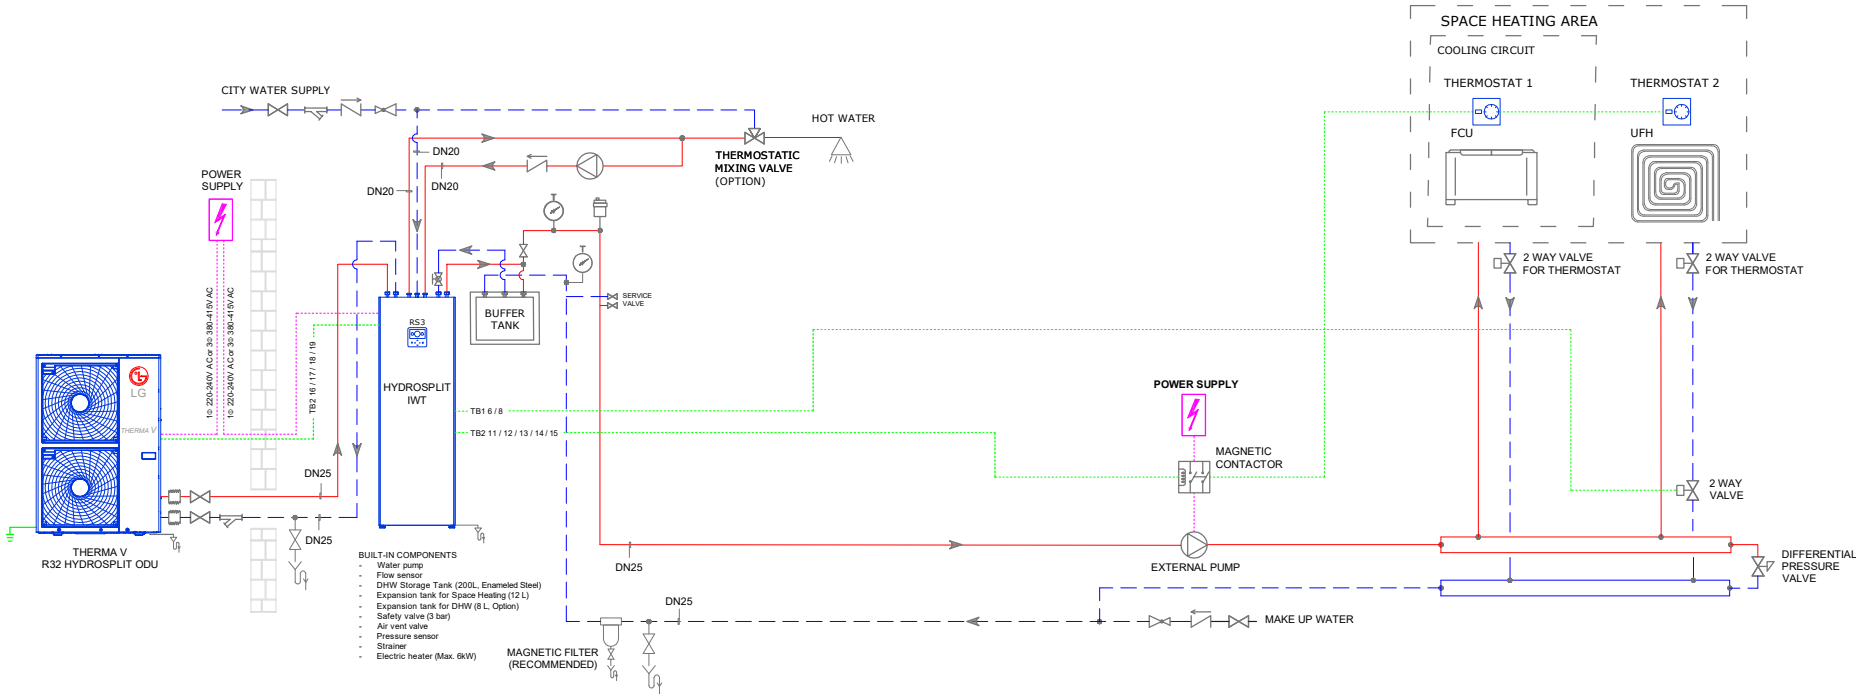 SPACE HEATING AREA
COOLING CIRCUIT
THERMOSTAT 1
THERMOSTAT 2
FCU
UFH
CITY WATER SUPPLY
HOT WATER
THERMOSTATIC
MIXING VALVE
(OPTION)
DN20
DN20
DN20
POWER
SUPPLY
1Φ 220-240V AC or 3Φ 380-415V AC
1Φ 220-240V AC or 3Φ 380-415V AC
TB2 16 / 17 / 18 / 19
2 WAY VALVE
FOR THERMOSTAT
2 WAY VALVE
FOR THERMOSTAT
SERVICE
VALVE
BUFFER
TANK
RS3
HYDROSPLIT
IWT
LG
THERMA V
TB1 6 / 8
TB2 11 / 12 / 13 / 14 / 15
POWER SUPPLY
MAGNETIC
CONTACTOR
2 WAY
VALVE
DN25
DN25
THERMA V
R32 HYDROSPLIT ODU
BUILT-IN COMPONENTS
- Water pump
- Flow sensor
- DHW Storage Tank (200L, Enameled Steel)
- Expansion tank for Space Heating (12 L)
- Expansion tank for DHW (8 L, Option)
- Safety valve (3 bar)
- Air vent valve
- Pressure sensor
- Strainer
- Electric heater (Max. 6kW)
DN25
EXTERNAL PUMP
DIFFERENTIAL
PRESSURE
VALVE
DN25
MAKE UP WATER
MAGNETIC FILTER
(RECOMMENDED)